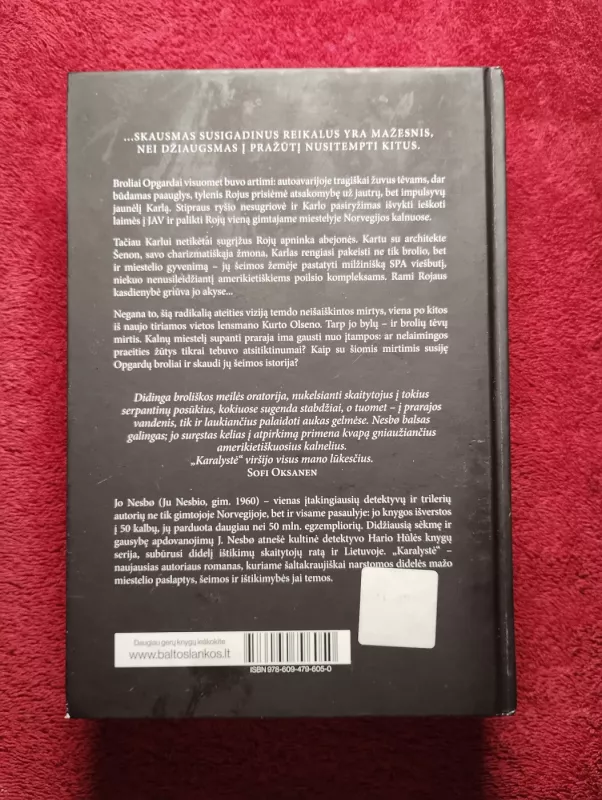 ...SKAUSMAS SUSIGADINUS REIKALUS YRA MAŽESNIS,
NEI DŽIAUGSMAS Į PRAŽŪTĮ NUSITEMPTI KITUS.
Broliai Opgardai visuomet buvo artimi: autoavarijoje tragiškai žuvus tėvams, dar
būdamas paauglys, tylenis Rojus prisiėmė atsakomybę už jautrų, bet impulsyvų
jaunėlį Karlą. Stipraus ryšio nesugriovė ir Karlo pasiryžimas išvykti ieškoti
laimės į JAV ir palikti Rojų vieną gimtajame miestelyje Norvegijos kalnuose.
Tačiau Karlui netikėtai sugrįžus Rojų apninka abejonės. Kartu su architekte
Šenon, savo charizmatiškąja žmona, Karlas rengiasi pakeisti ne tik brolio, bet
ir miestelio gyvenimą – jų šeimos žemėje pastatyti milžinišką SPA viešbutį,
niekuo nenusileidžiantį amerikietiškiems poilsio kompleksams. Rami Rojaus
kasdienybė griūva jo akyse...
Negana to, šią radikalią ateities viziją temdo neišaiškintos mirtys, viena po kitos
iš naujo tiriamos vietos lensmano Kurto Olseno. Tarp jo bylų – ir brolių tėvų
mirtis. Kalnų miestelį supanti praraja ima gausti nuo įtampos: ar nelaimingos
praeities žūtys tikrai tebuvo atsitiktinumai? Kaip su šiomis mirtimis susiję
Opgardų broliai ir skaudi jų šeimos istorija?
Didinga broliškos meilės oratorija, nukelsianti skaitytojus į tokius
serpantinų posūkius, kokiuose sugenda stabdžiai, o tuomet – į prarajos
vandenis, tik ir laukiančius palaidoti aukas gelmėse. Nesbø balsas
galingas; jo suręstas kelias į atpirkimą primena kvapą gniaužiančius
amerikietiškuosius kalnelius.
„Karalystė“ viršijo visus mano lūkesčius.
SOFI OKSANEN
Jo Nesbø (Ju Nesbio, gim. 1960) – vienas įtakingiausių detektyvų ir trilerių
autorių ne tik gimtojoje Norvegijoje, bet ir visame pasaulyje: jo knygos išverstos
į 50 kalbų, jų parduota daugiau nei 50 mln. egzempliorių. Didžiausią sėkmę ir
gausybę apdovanojimų J. Nesbø atnešė kultinė detektyvo Hario Hūlės knygų
serija, subūrusi didelį ištikimų skaitytojų ratą ir Lietuvoje. „Karalystė“ –
naujausias autoriaus romanas, kuriame šaltakraujiškai narstomos didelės mažo
miestelio paslaptys, šeimos ir ištikimybės jai temos.
Daugiau gerų knygų ieškokite
www.baltoslankos.lt
ISBN 978-609-479-605-0